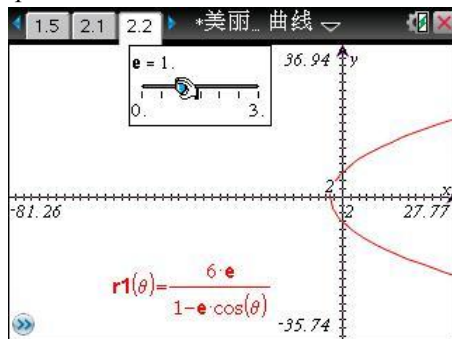 1.5 2.1 2.2 *美丽… 曲线
e = 1.
0. 3.
36.94 y
2
x
-81.26 2 27.77
r1(θ)=6·e/(1-e·cos(θ))
-35.74